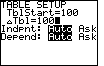 TABLE SETUP
TblStart=100
ΔTbl=100
Indpnt: Auto Ask
Depend: Auto Ask